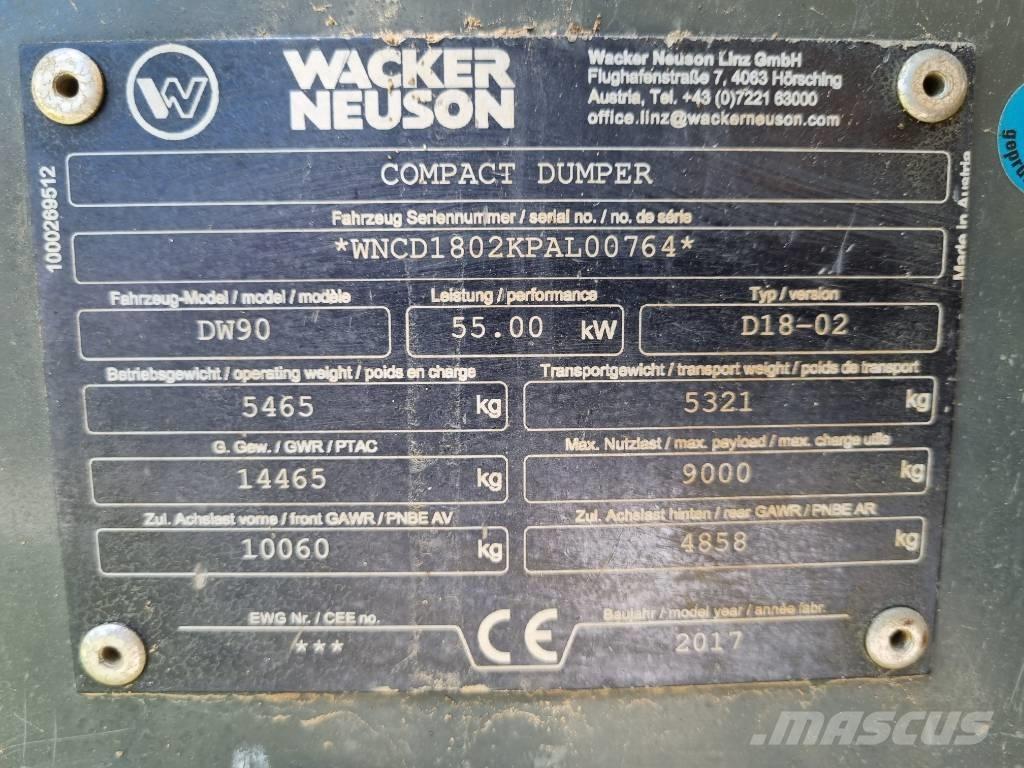 WACKER
NEUSON
Wacker Neuson Linz GmbH
Flughafenstraße 7, 4063 Hörsching
Austria, Tel. +43 (0)7221 63000
office.linz@wackerneuson.com
1000269512
Made in Austria
COMPACT DUMPER
Fahrzeug Seriennummer / serial no. / no. de série
*WNCD1802KPAL00764*
Fahrzeug-Model / model / modèle
Leistung / performance
Typ / version
DW90
55.00 kW
D18-02
Betriebsgewicht / operating weight / poids en charge
Transportgewicht / transport weight / poids de transport
5465 kg
5321 kg
G. Gew. / GWR / PTAC
Max. Nutzlast / max. payload / max. charge utile
14465 kg
9000 kg
Zul. Achslast vorne / front GAWR / PNBE AV
Zul. Achslast hinten / rear GAWR / PNBE AR
10060 kg
4858 kg
EWG Nr. / CEE no.
CE
Baujahr / model year / année fabr.
/***
2017
MASCUS